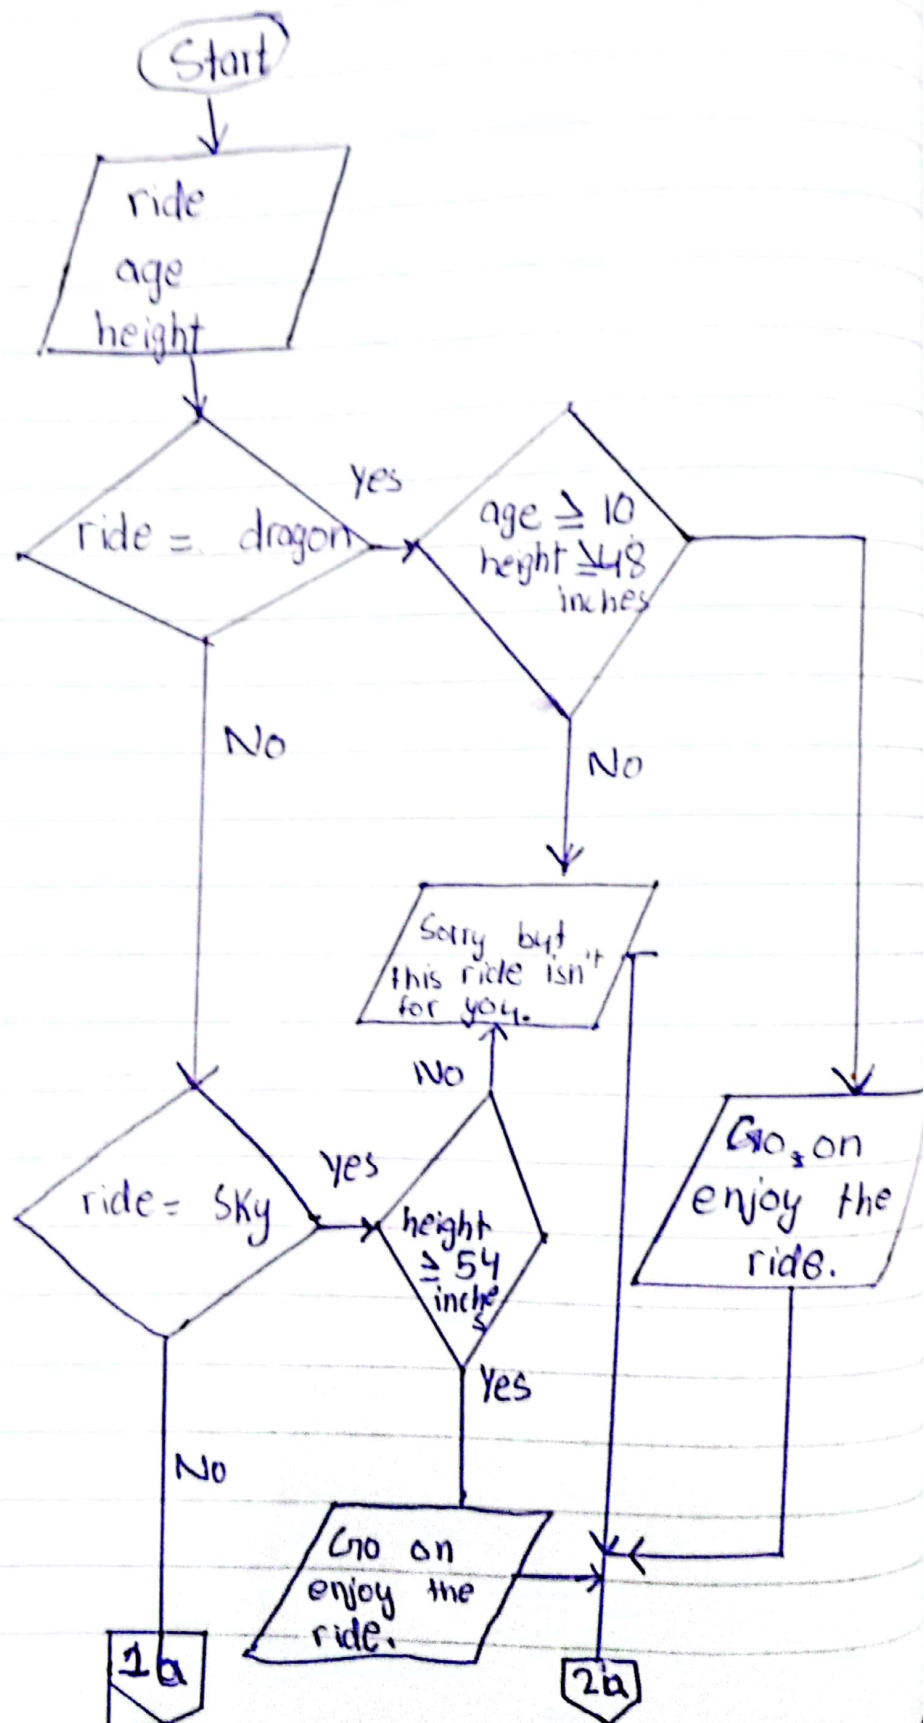 Start
ride
age
height
ride = dragon
Yes
age ≥ 10
height ≥ 48
inches
No
No
Sorry but
this ride isn't
for you.
No
ride = Sky
Yes
height
≥ 54
inche
s
Go on
enjoy the
ride.
Yes
No
Go on
enjoy the
ride.
1a
2a